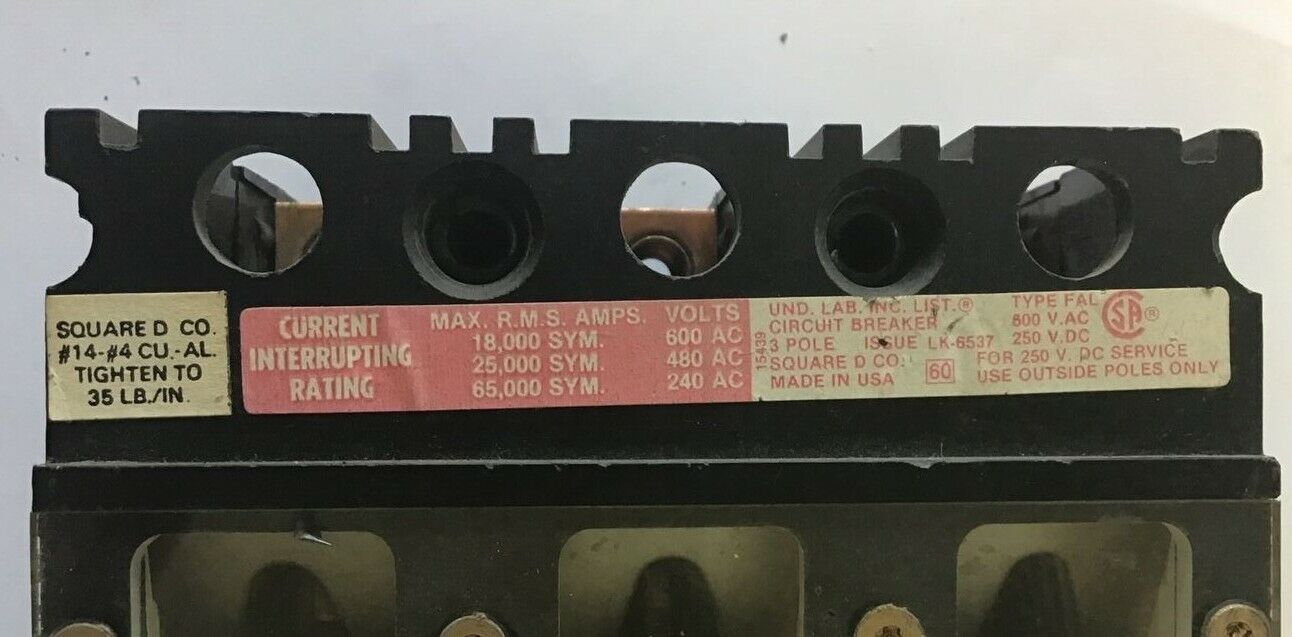 SQUARE D CO.
#14-#4 CU.-AL.
TIGHTEN TO
35 LB./IN.
CURRENT
INTERRUPTING
RATING
MAX. R.M.S. AMPS. VOLTS
18,000 SYM. 600 AC
25,000 SYM. 480 AC
65,000 SYM. 240 AC
15439
UND. LAB. INC. LIST.® TYPE FAL
CIRCUIT BREAKER 600 V.AC
3 POLE ISSUE LK-6537 250 V.DC
SQUARE D CO. 60 FOR 250 V. DC SERVICE
MADE IN USA USE OUTSIDE POLES ONLY
SA ®